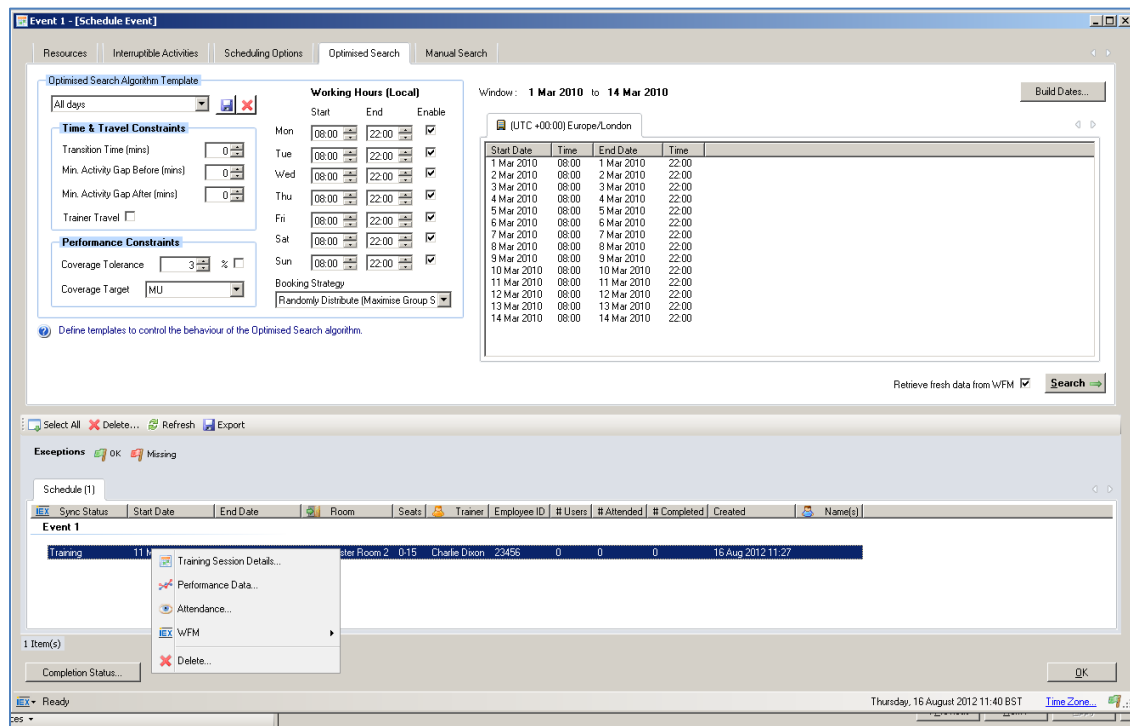 Event 1 - [Schedule Event]
Resources Interruptible Activities Scheduling Options Optimised Search Manual Search
Optimised Search Algorithm Template
All days
Time & Travel Constraints
Transition Time (mins) 0
Min. Activity Gap Before (mins) 0
Min. Activity Gap After (mins) 0
Trainer Travel
Performance Constraints
Coverage Tolerance 3 %
Coverage Target MU
Define templates to control the behaviour of the Optimised Search algorithm.
Working Hours (Local)
Start End Enable
Mon 08:00 22:00
Tue 08:00 22:00
Wed 08:00 22:00
Thu 08:00 22:00
Fri 08:00 22:00
Sat 08:00 22:00
Sun 08:00 22:00
Booking Strategy
Randomly Distribute (Maximise Group S
Window : 1 Mar 2010 to 14 Mar 2010
Build Dates...
(UTC +00:00) Europe/London
Start Date Time End Date Time
1 Mar 2010 08:00 1 Mar 2010 22:00
2 Mar 2010 08:00 2 Mar 2010 22:00
3 Mar 2010 08:00 3 Mar 2010 22:00
4 Mar 2010 08:00 4 Mar 2010 22:00
5 Mar 2010 08:00 5 Mar 2010 22:00
6 Mar 2010 08:00 6 Mar 2010 22:00
7 Mar 2010 08:00 7 Mar 2010 22:00
8 Mar 2010 08:00 8 Mar 2010 22:00
9 Mar 2010 08:00 9 Mar 2010 22:00
10 Mar 2010 08:00 10 Mar 2010 22:00
11 Mar 2010 08:00 11 Mar 2010 22:00
12 Mar 2010 08:00 12 Mar 2010 22:00
13 Mar 2010 08:00 13 Mar 2010 22:00
14 Mar 2010 08:00 14 Mar 2010 22:00
Retrieve fresh data from WFM Search
Select All Delete... Refresh Export
Exceptions OK Missing
Schedule (1)
IEX Sync Status Start Date End Date Room Seats Trainer Employee ID # Users # Attended # Completed Created Name(s)
Event 1
Training 11 M ster Room 2 0-15 Charlie Dixon 23456 0 0 0 16 Aug 2012 11:27
Training Session Details...
Performance Data...
Attendance...
IEX WFM
Delete...
1 Item(s)
Completion Status... OK
IEX Ready Thursday, 16 August 2012 11:40 BST Time Zone...
ces